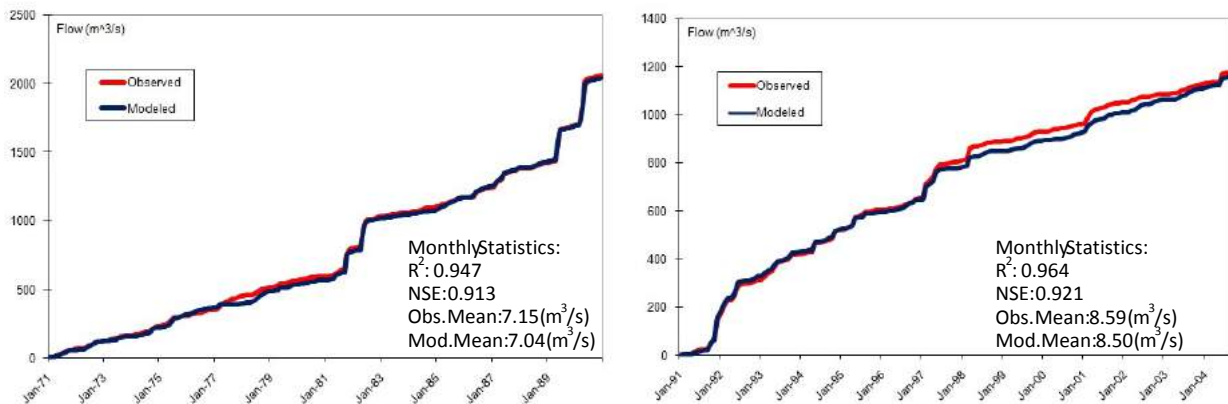 Flow (m^3/s)
Observed
Modeled
2500
2000
1500
1000
500
0
MonthlyStatistics:
R²: 0.947
NSE:0.913
Obs.Mean:7.15(m³/s)
Mod.Mean:7.04(m³/s)
Jan-71
Jan-73
Jan-75
Jan-77
Jan-79
Jan-81
Jan-83
Jan-85
Jan-87
Jan-89
Flow (m^3/s)
Observed
Modeled
1400
1200
1000
800
600
400
200
0
MonthlyStatistics:
R²: 0.964
NSE:0.921
Obs.Mean:8.59(m³/s)
Mod.Mean:8.50(m³/s)
Jan-91
Jan-92
Jan-93
Jan-94
Jan-95
Jan-96
Jan-97
Jan-98
Jan-99
Jan-00
Jan-01
Jan-02
Jan-03
Jan-04